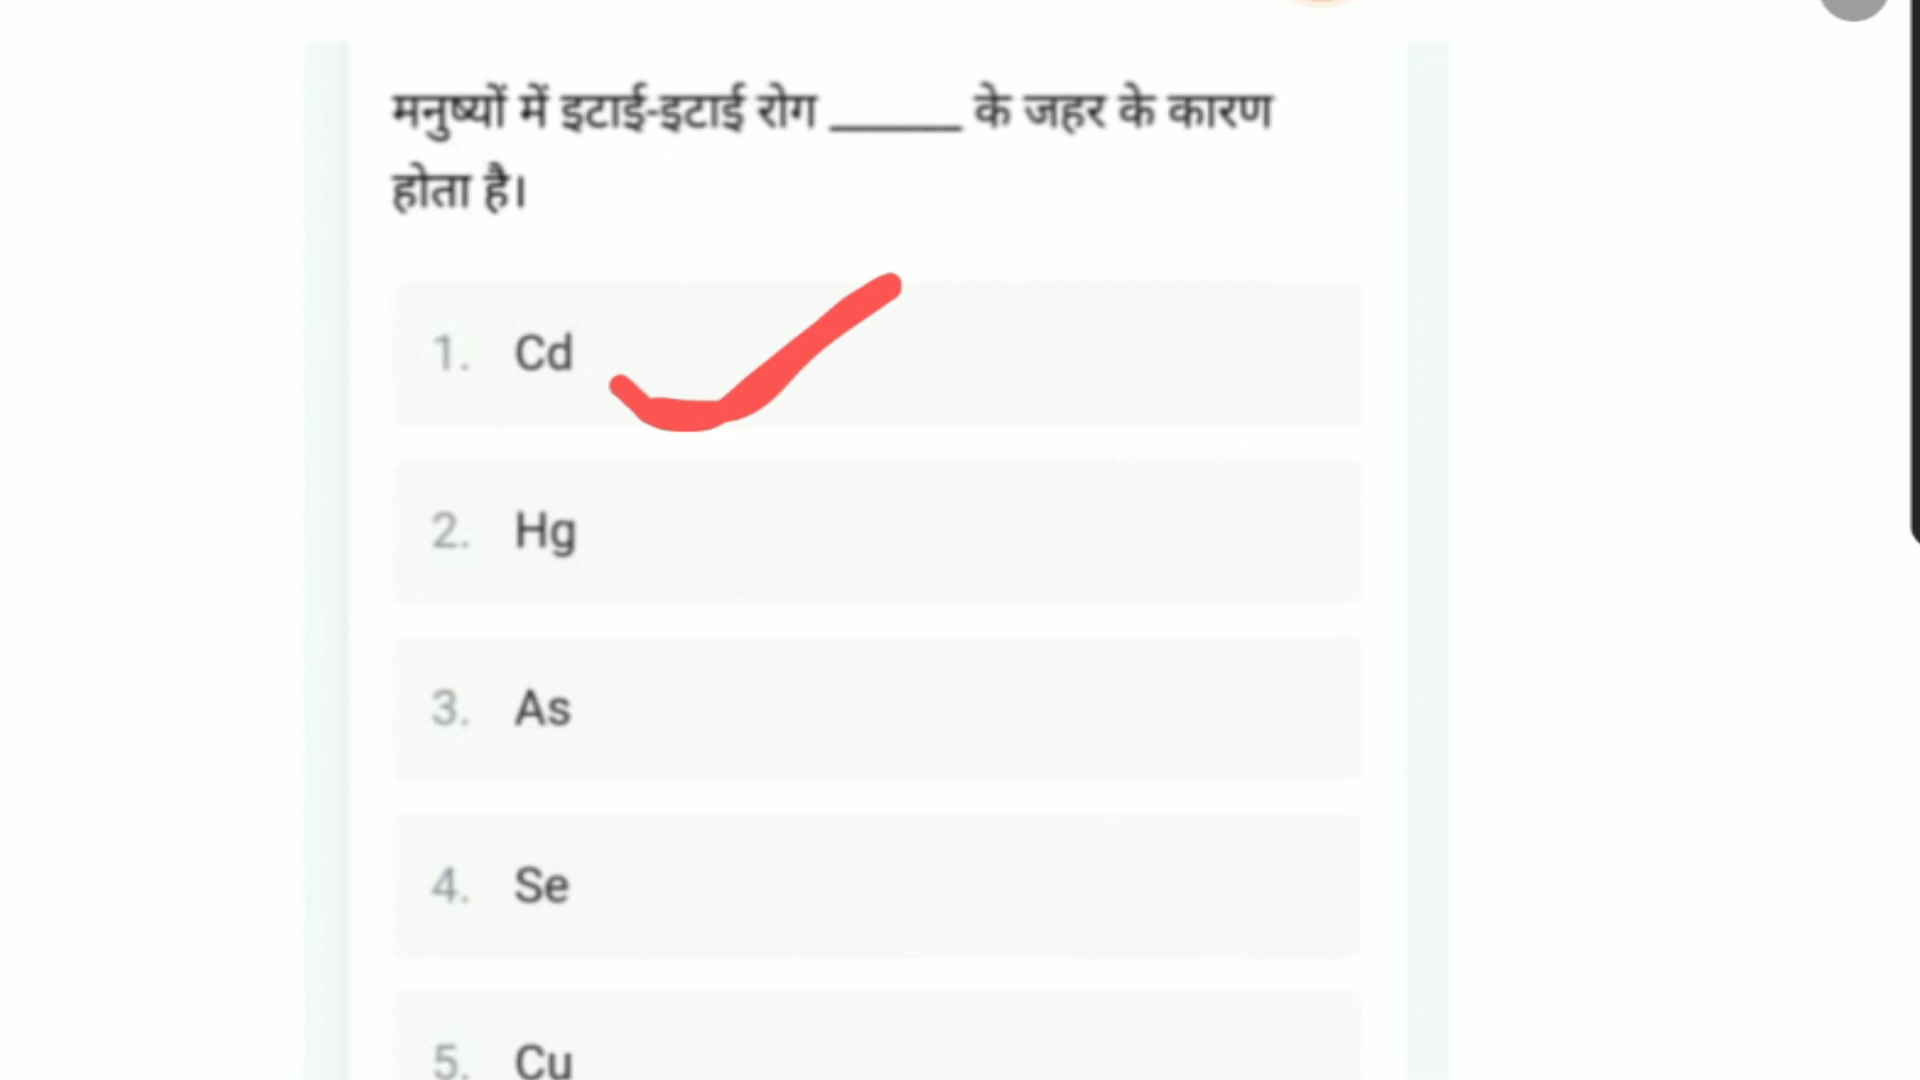 मनुष्यों में इटाई-इटाई रोग ______ के जहर के कारण
होता है।
1. Cd
2. Hg
3. As
4. Se
5. Cu